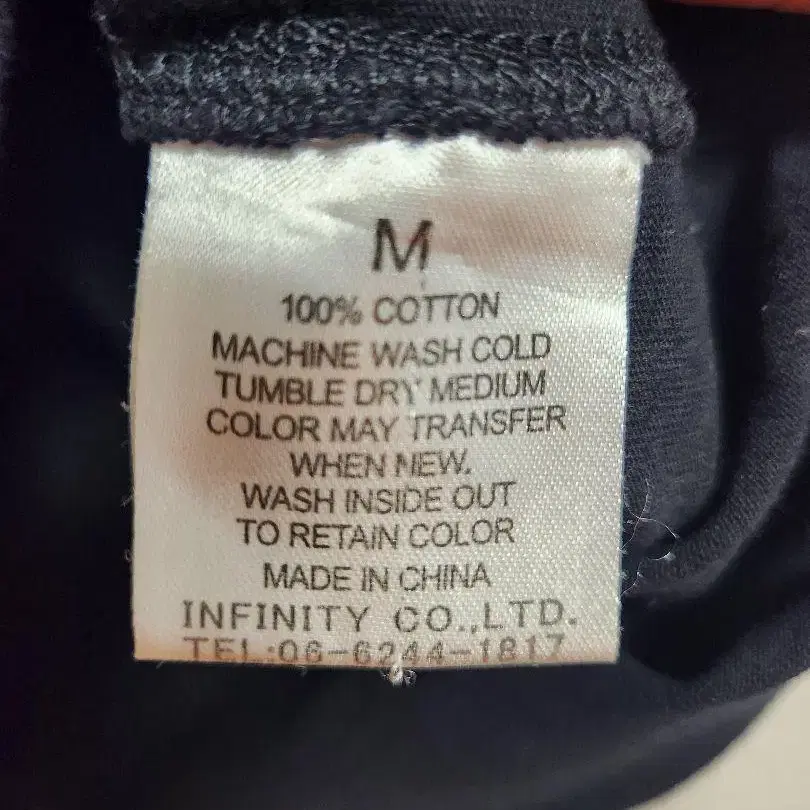 M
100% COTTON
MACHINE WASH COLD
TUMBLE DRY MEDIUM
COLOR MAY TRANSFER
WHEN NEW.
WASH INSIDE OUT
TO RETAIN COLOR
MADE IN CHINA
INFINITY CO.,LTD.
TEL:06-6244-1817